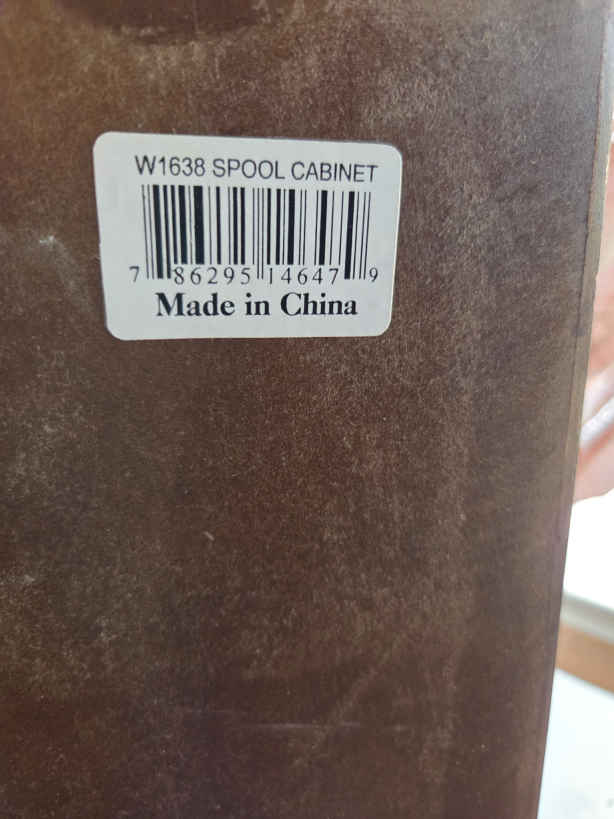 W1638 SPOOL CABINET
7 86295 14647 9
Made in China